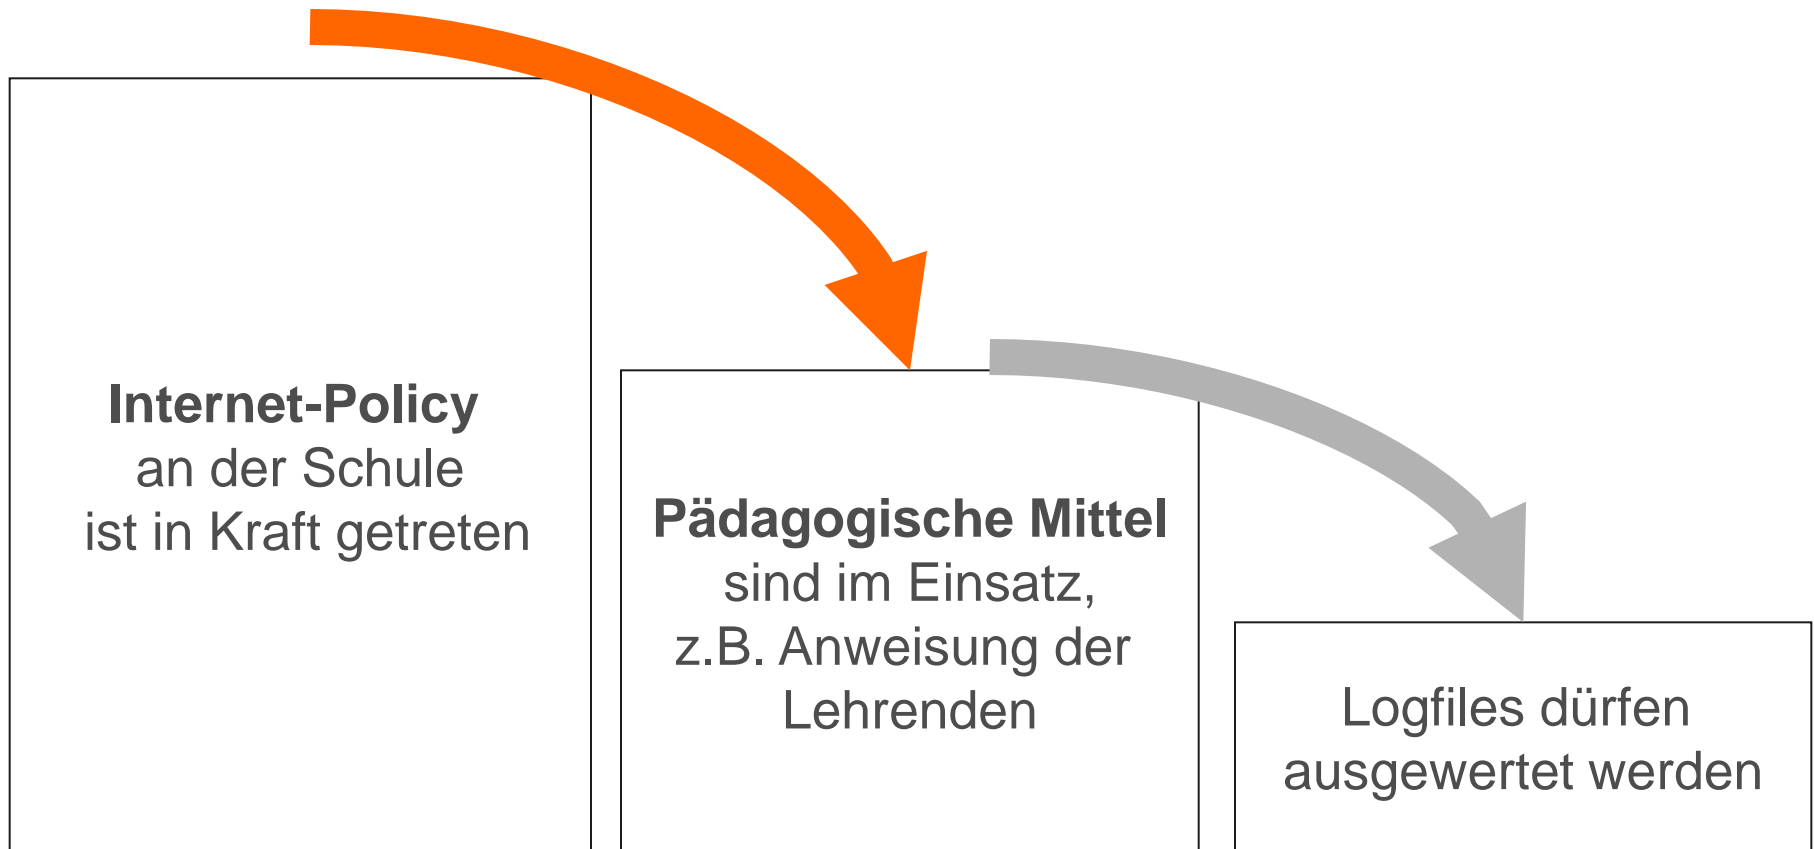 Internet-Policy
an der Schule
ist in Kraft getreten
Pädagogische Mittel
sind im Einsatz,
z.B. Anweisung der
Lehrenden
Logfiles dürfen
ausgewertet werden